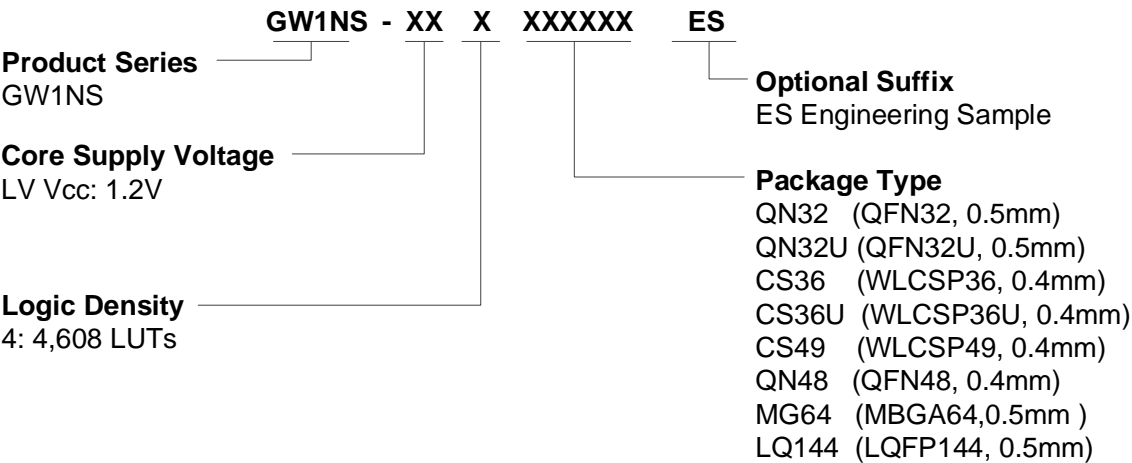 GW1NS - XX X XXXXXX ES
Product Series
GW1NS
Core Supply Voltage
LV Vcc: 1.2V
Logic Density
4: 4,608 LUTs
Optional Suffix
ES Engineering Sample
Package Type
QN32 (QFN32, 0.5mm)
QN32U (QFN32U, 0.5mm)
CS36 (WLCSP36, 0.4mm)
CS36U (WLCSP36U, 0.4mm)
CS49 (WLCSP49, 0.4mm)
QN48 (QFN48, 0.4mm)
MG64 (MBGA64,0.5mm )
LQ144 (LQFP144, 0.5mm)